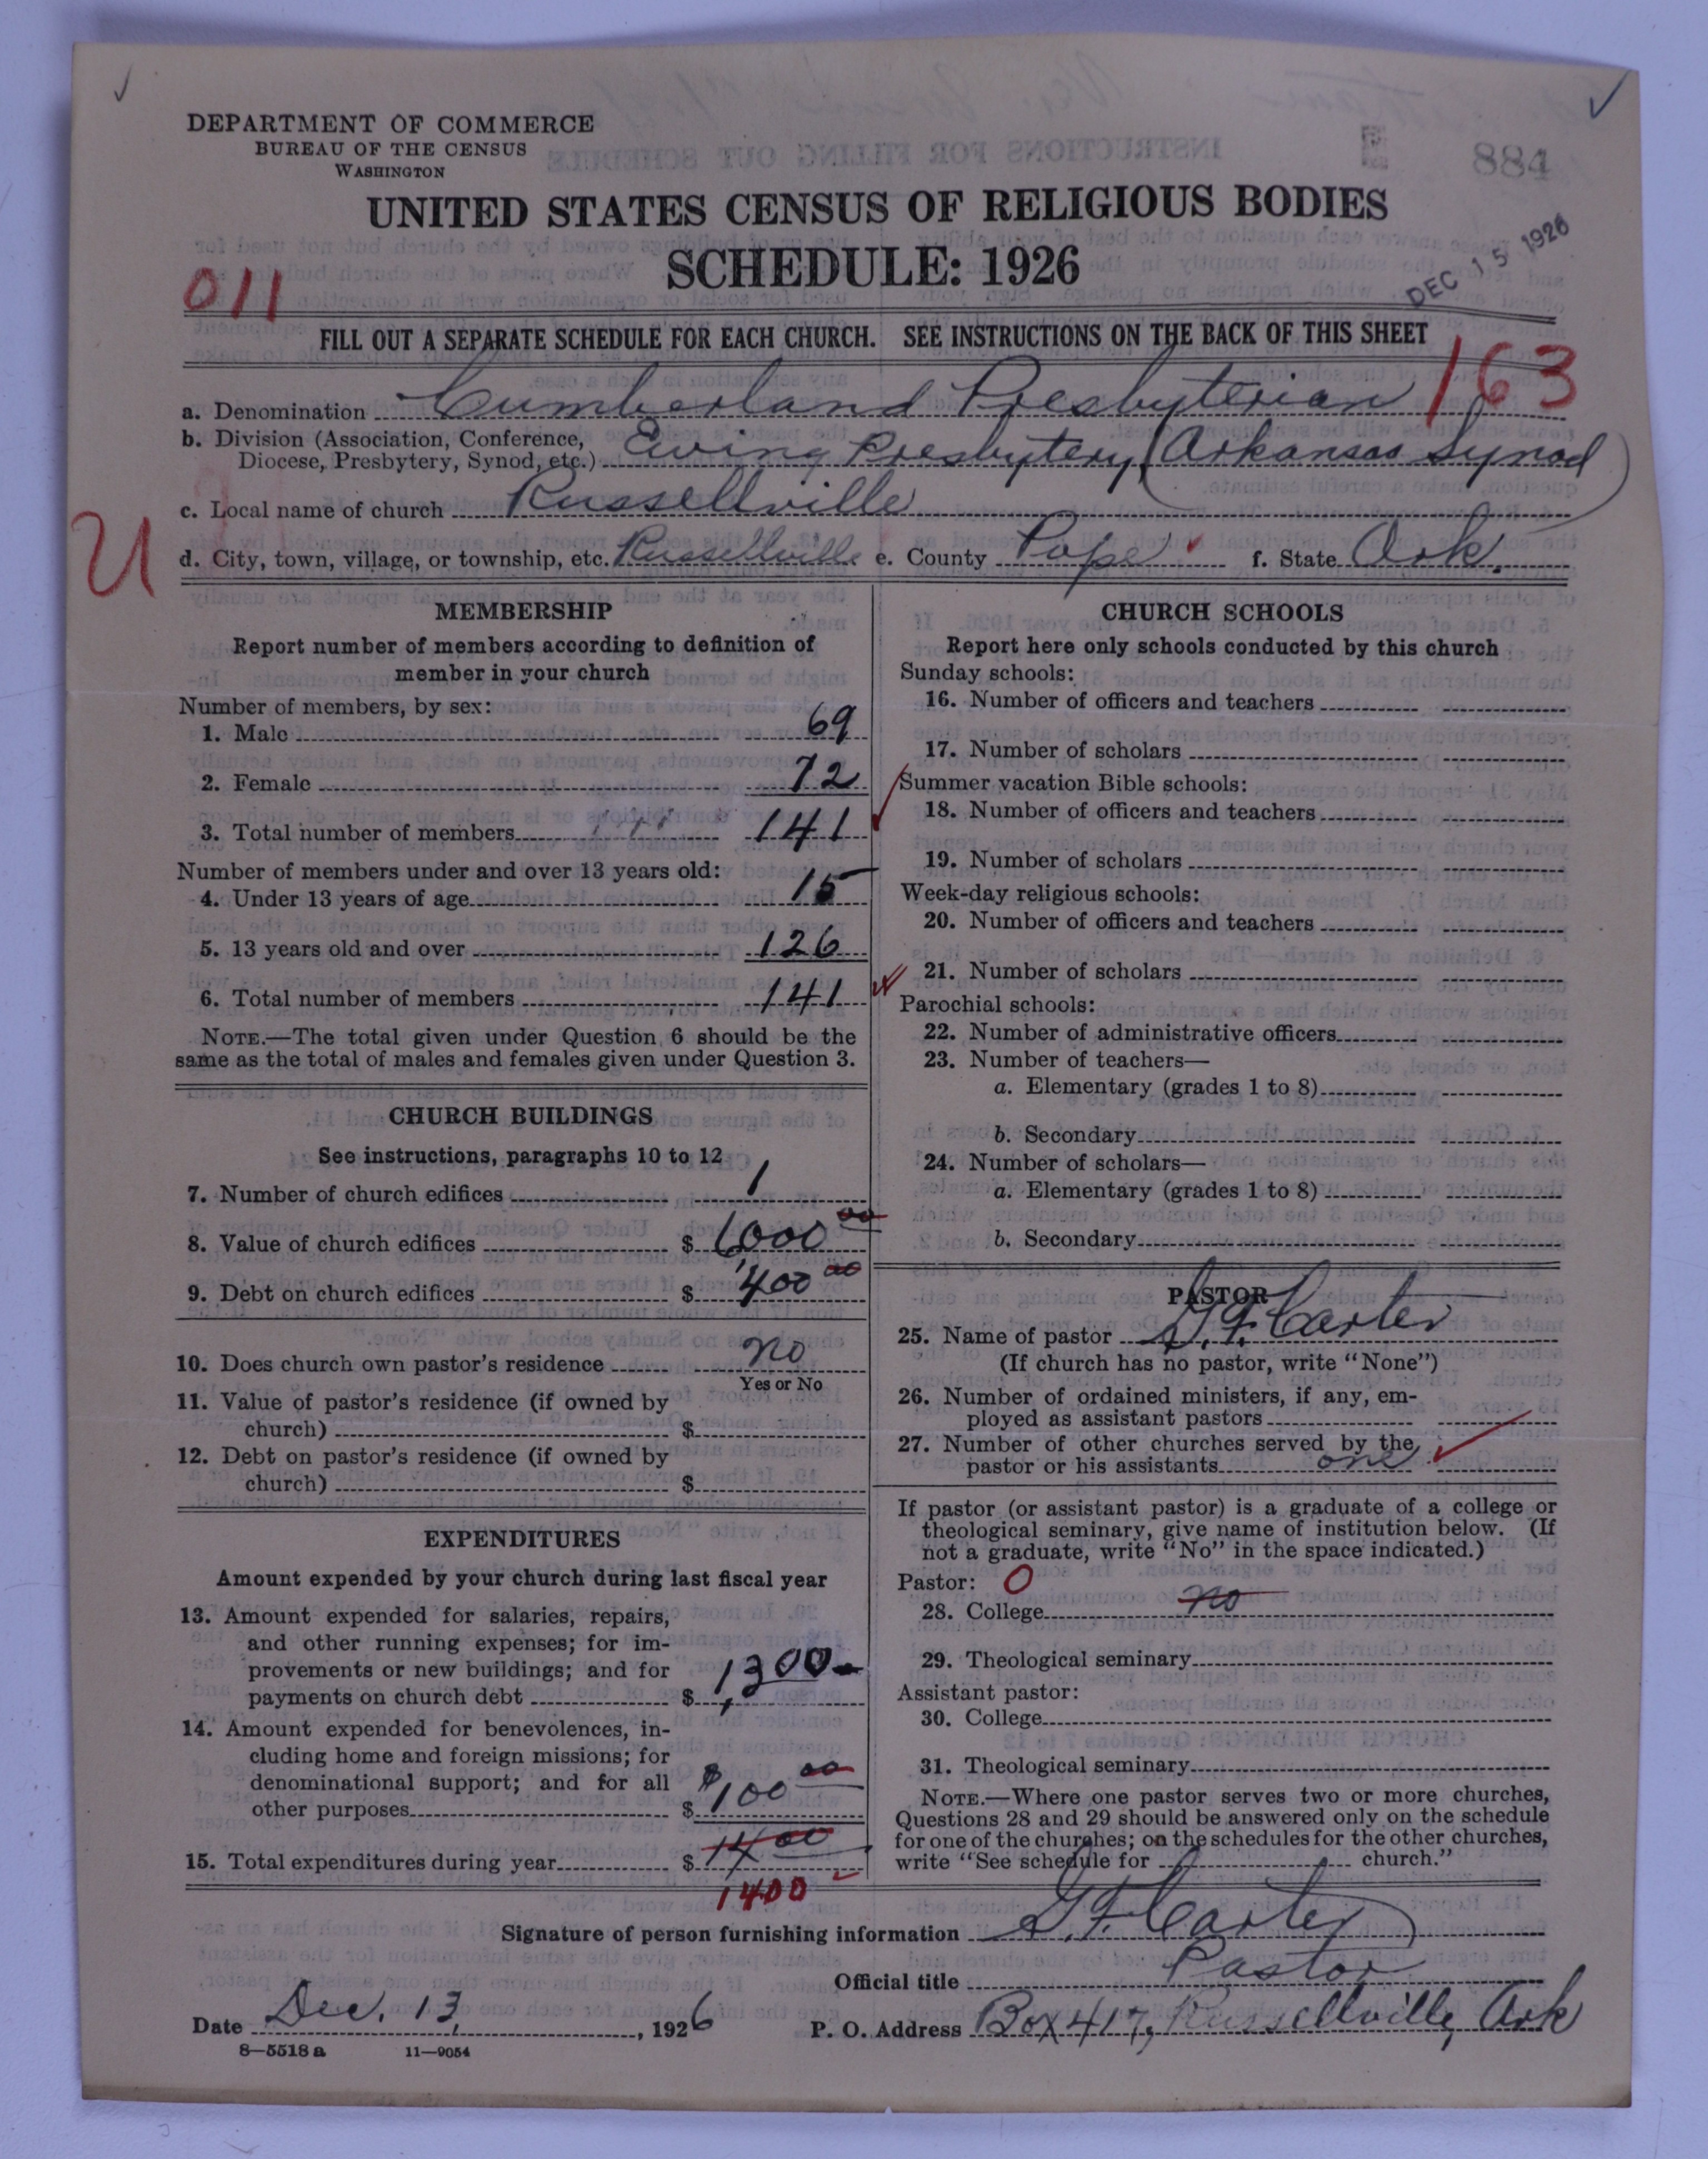 DEPARTMENT OF COMMERCE
BUREAU OF THE CENSUS
WASHINGTON
884
UNITED STATES CENSUS OF RELIGIOUS BODIES
SCHEDULE: 1926
DEC 15 1926
011
FILL OUT A SEPARATE SCHEDULE FOR EACH CHURCH. SEE INSTRUCTIONS ON THE BACK OF THIS SHEET
163
a. Denomination Cumberland Presbyterian
b. Division (Association, Conference,
Diocese, Presbytery, Synod, etc.) Ewing Presbytery, (Arkansas Synod)
c. Local name of church Russellville
U
d. City, town, village, or township, etc. Russellville e. County Pope f. State Ark.
MEMBERSHIP
Report number of members according to definition of
member in your church
Number of members, by sex:
1. Male 69
2. Female 72
3. Total number of members 141
Number of members under and over 13 years old:
4. Under 13 years of age 15
5. 13 years old and over 126
6. Total number of members 141
NOTE.—The total given under Question 6 should be the
same as the total of males and females given under Question 3.
CHURCH BUILDINGS
See instructions, paragraphs 10 to 12
7. Number of church edifices 1
8. Value of church edifices $ 6,000 00
9. Debt on church edifices $ 400 00
10. Does church own pastor's residence no
Yes or No
11. Value of pastor's residence (if owned by
church) $
12. Debt on pastor's residence (if owned by
church) $
EXPENDITURES
Amount expended by your church during last fiscal year
13. Amount expended for salaries, repairs,
and other running expenses; for im-
provements or new buildings; and for
payments on church debt $ 1,300-
14. Amount expended for benevolences, in-
cluding home and foreign missions; for
denominational support; and for all
other purposes $ $100 00
15. Total expenditures during year $ 14 00
1400
CHURCH SCHOOLS
Report here only schools conducted by this church
Sunday schools:
16. Number of officers and teachers
17. Number of scholars
Summer vacation Bible schools:
18. Number of officers and teachers
19. Number of scholars
Week-day religious schools:
20. Number of officers and teachers
21. Number of scholars
Parochial schools:
22. Number of administrative officers
23. Number of teachers—
a. Elementary (grades 1 to 8)
b. Secondary
24. Number of scholars—
a. Elementary (grades 1 to 8)
b. Secondary
PASTOR
25. Name of pastor G. F. Carter
(If church has no pastor, write "None")
26. Number of ordained ministers, if any, em-
ployed as assistant pastors
27. Number of other churches served by the
pastor or his assistants one
If pastor (or assistant pastor) is a graduate of a college or
theological seminary, give name of institution below. (If
not a graduate, write "No" in the space indicated.)
Pastor: O
28. College no
29. Theological seminary
Assistant pastor:
30. College
31. Theological seminary
NOTE.—Where one pastor serves two or more churches,
Questions 28 and 29 should be answered only on the schedule
for one of the churches; on the schedules for the other churches,
write "See schedule for church."
Signature of person furnishing information G. F. Carter
Official title Pastor
Date Dec. 13, 1926 P. O. Address Box 417, Russellville, Ark
8—5518a 11—9054